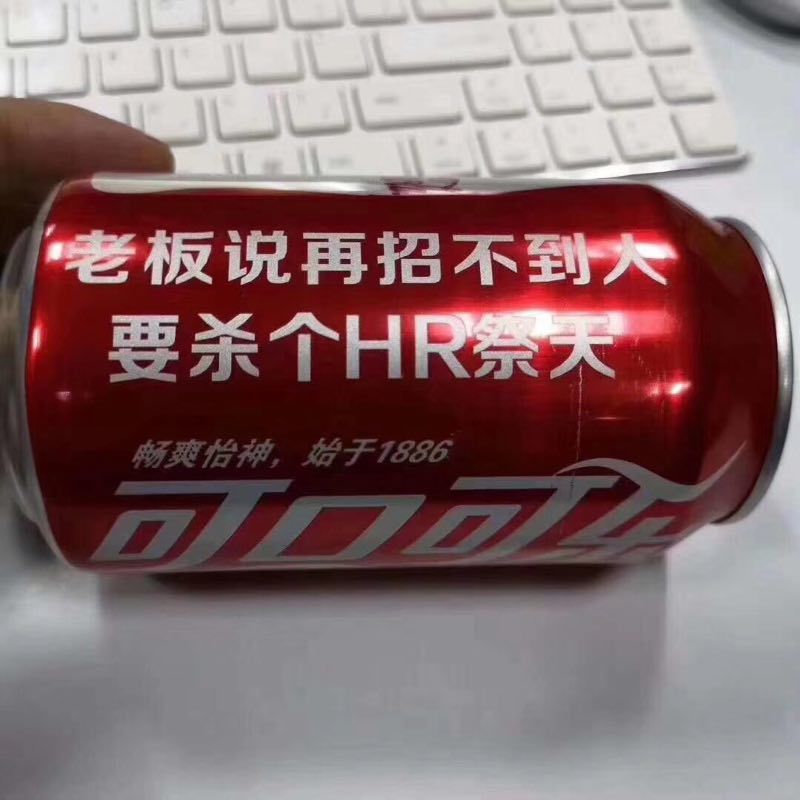 老板说再招不到人
要杀个HR祭天
畅爽怡神，始于1886
可口可乐